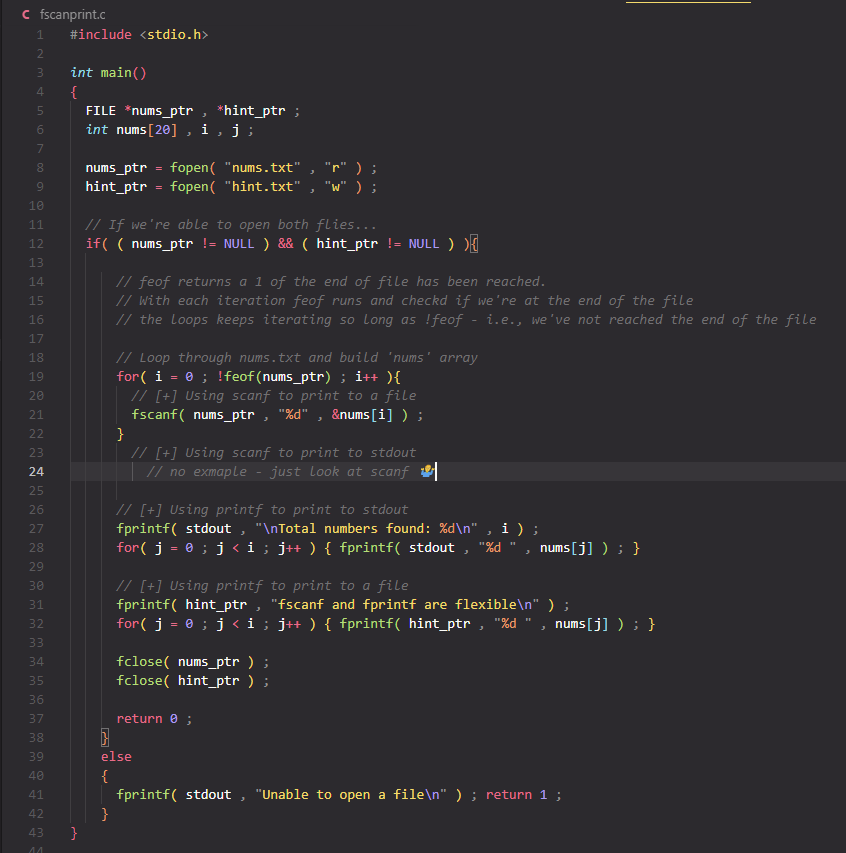 C fscanprint.c
1 #include <stdio.h>
2
3 int main()
4 {
5 FILE *nums_ptr , *hint_ptr ;
6 int nums[20] , i , j ;
7
8 nums_ptr = fopen( "nums.txt" , "r" ) ;
9 hint_ptr = fopen( "hint.txt" , "w" ) ;
10
11 // If we're able to open both flies...
12 if( ( nums_ptr != NULL ) && ( hint_ptr != NULL ) ){
13
14 // feof returns a 1 of the end of file has been reached.
15 // With each iteration feof runs and checkd if we're at the end of the file
16 // the loops keeps iterating so long as !feof - i.e., we've not reached the end of the file
17
18 // Loop through nums.txt and build 'nums' array
19 for( i = 0 ; !feof(nums_ptr) ; i++ ){
20 // [+] Using scanf to print to a file
21 fscanf( nums_ptr , "%d" , &nums[i] ) ;
22 }
23 // [+] Using scanf to print to stdout
24 // no exmaple - just look at scanf 🤷
25
26 // [+] Using printf to print to stdout
27 fprintf( stdout , "\nTotal numbers found: %d\n" , i ) ;
28 for( j = 0 ; j < i ; j++ ) { fprintf( stdout , "%d " , nums[j] ) ; }
29
30 // [+] Using printf to print to a file
31 fprintf( hint_ptr , "fscanf and fprintf are flexible\n" ) ;
32 for( j = 0 ; j < i ; j++ ) { fprintf( hint_ptr , "%d " , nums[j] ) ; }
33
34 fclose( nums_ptr ) ;
35 fclose( hint_ptr ) ;
36
37 return 0 ;
38 }
39 else
40 {
41 fprintf( stdout , "Unable to open a file\n" ) ; return 1 ;
42 }
43 }
44